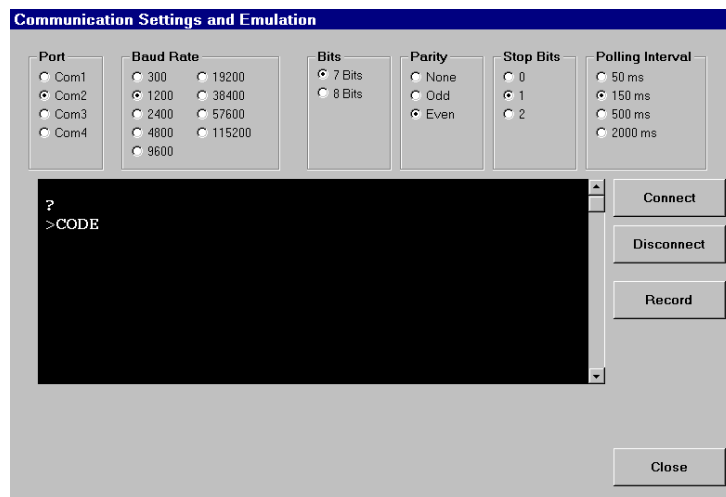 Communication Settings and Emulation
Port Baud Rate Bits Parity Stop Bits Polling Interval
Com1 300 19200 7 Bits None 0 50 ms
Com2 1200 38400 8 Bits Odd 1 150 ms
Com3 2400 57600 Even 2 500 ms
Com4 4800 115200 2000 ms
9600
Connect
?
>CODE
Disconnect
Record
Close